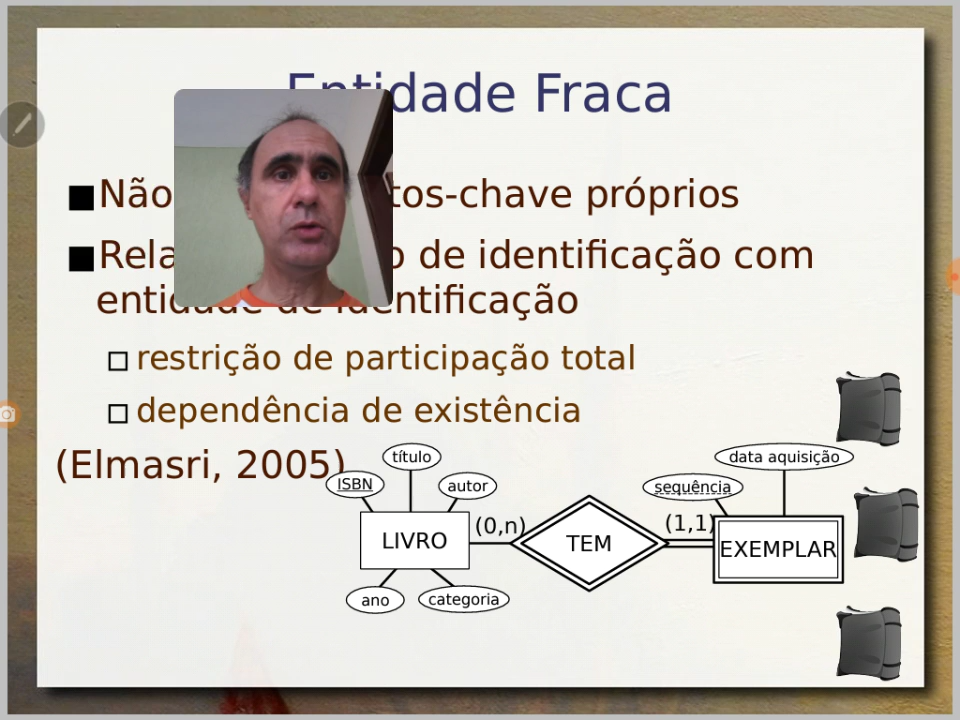 Entidade Fraca
Não tos-chave próprios
Rela o de identificação com
entidade de identificação
restrição de participação total
dependência de existência
(Elmasri, 2005)
título
data aquisição
ISBN
autor
sequência
(0,n)
(1,1)
LIVRO
TEM
EXEMPLAR
ano
categoria